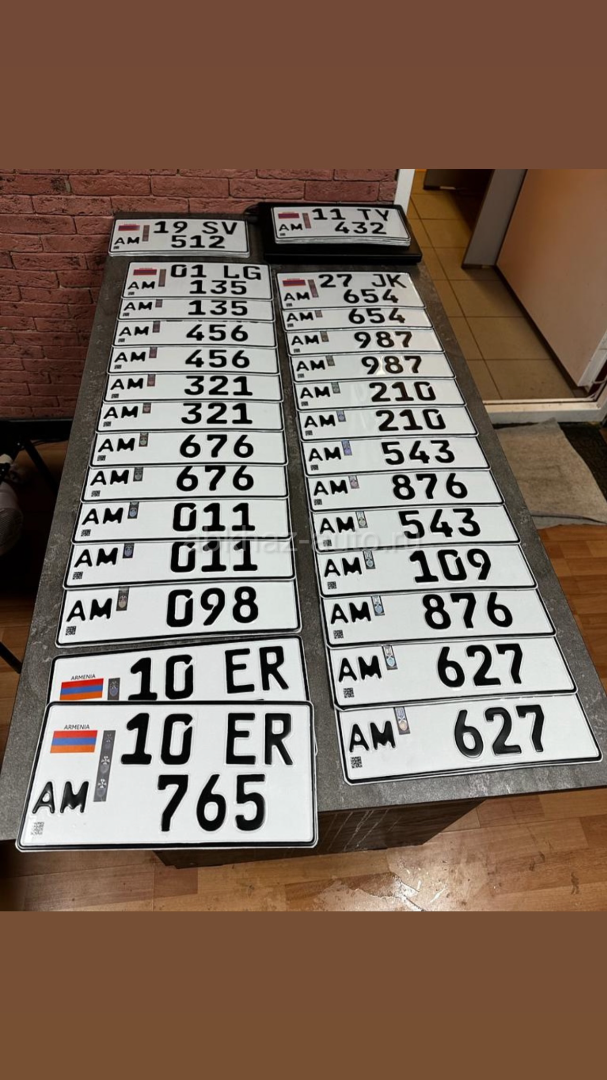 19 SV
AM 512
11 TY
AM 432
01 LG
AM 135
AM 135
AM 456
AM 456
AM 321
AM 321
AM 676
AM 676
AM 011
AM 011
AM 098
10 ER
ARMENIA
10 ER
ARMENIA
AM 765
27 JK
AM 654
AM 654
AM 987
AM 987
AM 210
AM 210
AM 543
AM 876
AM 543
AM 109
AM 876
AM 627
AM 627
abkhaz-auto.ru